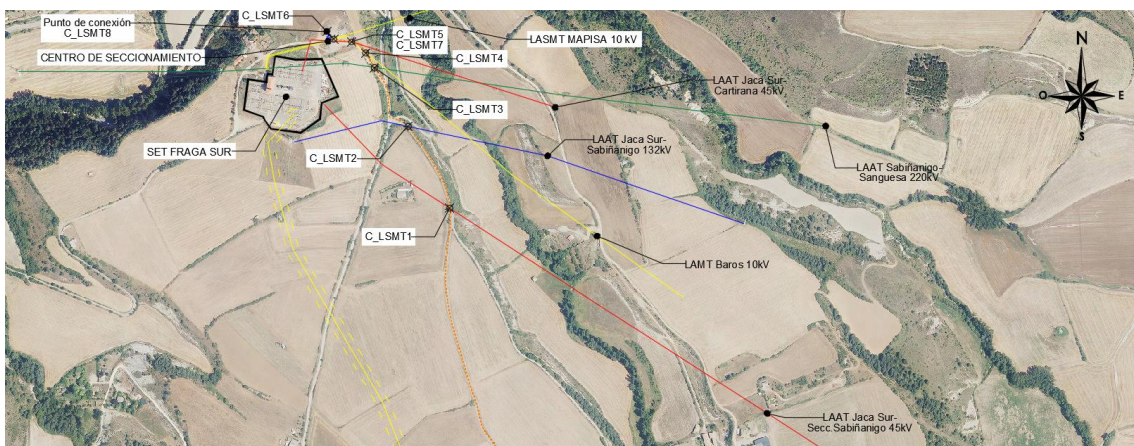 C_LSMT6
Punto de conexión
C_LSMT8
CENTRO DE SECCIONAMIENTO
C_LSMT5
C_LSMT7
LASMT MAPISA 10 kV
C_LSMT4
LAAT Jaca Sur-
Cartirana 45kV
C_LSMT3
SET FRAGA SUR
C_LSMT2
LAAT Jaca Sur-
Sabiñánigo 132kV
LAAT Sabiñanigo-
Sanguesa 220kV
C_LSMT1
LAMT Baros 10kV
LAAT Jaca Sur-
Secc.Sabiñanigo 45kV
N
O
E
S